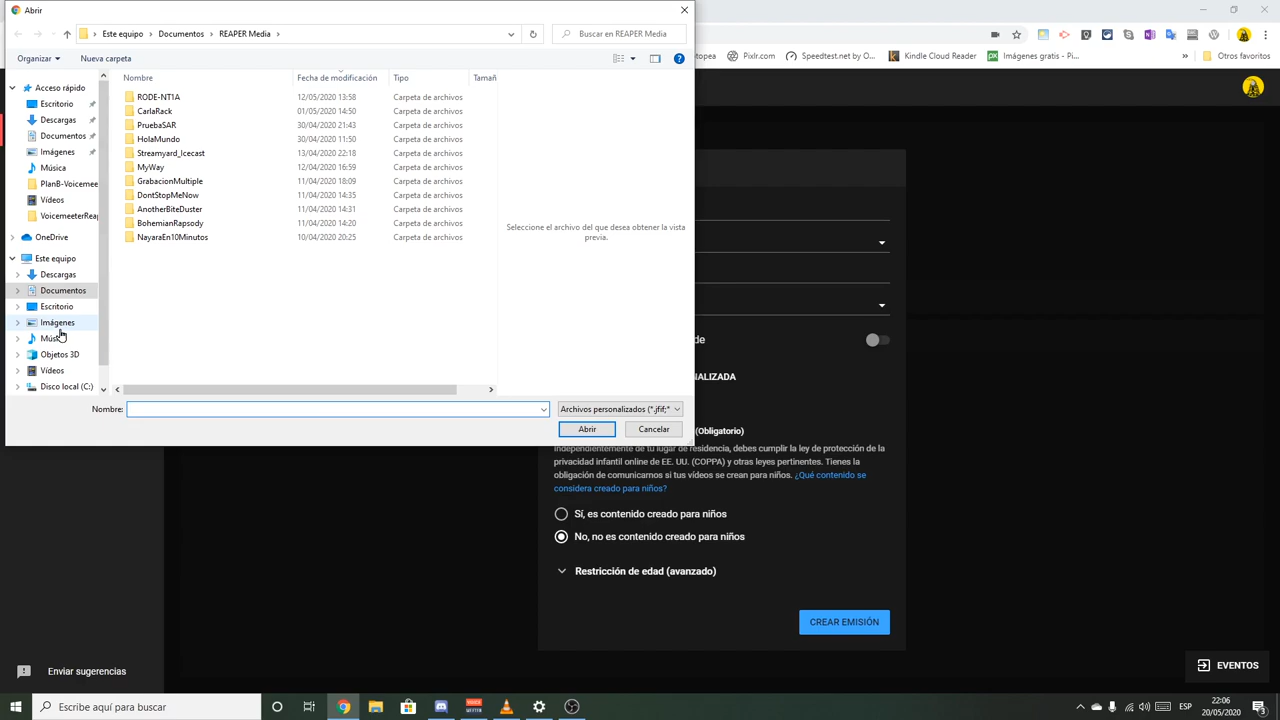 Abrir
Este equipo > Documentos > REAPER Media >
Buscar en REAPER Media
Organizar
Nueva carpeta
Nombre
Fecha de modificación
Tipo
Tamañ
Acceso rápido
Escritorio
Descargas
Documentos
Imágenes
Música
PlanB-Voicemee
Vídeos
VoicemeeterReap
OneDrive
Este equipo
Descargas
Documentos
Escritorio
Imágenes
Objetos 3D
Vídeos
Disco local (C:)
RODE-NT1A 12/05/2020 13:58 Carpeta de archivos
CarlaRack 01/05/2020 14:50 Carpeta de archivos
PruebaSAR 30/04/2020 21:43 Carpeta de archivos
HolaMundo 30/04/2020 11:50 Carpeta de archivos
Streamyard_Icecast 13/04/2020 22:18 Carpeta de archivos
MyWay 12/04/2020 16:59 Carpeta de archivos
GrabacionMultiple 11/04/2020 18:09 Carpeta de archivos
DontStopMeNow 11/04/2020 14:35 Carpeta de archivos
AnotherBiteDuster 11/04/2020 14:31 Carpeta de archivos
BohemianRapsody 11/04/2020 14:20 Carpeta de archivos
NayaraEn10Minutos 10/04/2020 20:25 Carpeta de archivos
Seleccione el archivo del que desea obtener la vista
previa.
Nombre:
Archivos personalizados (*.jfif;*
Abrir
Cancelar
opea
Pixlr.com
Speedtest.net by O...
Kindle Cloud Reader
Imágenes gratis - Pi...
»
Otros favoritos
de
NALIZADA
(Obligatorio)
Independientemente de tu lugar de residencia, debes cumplir la ley de protección de la
privacidad infantil online de EE. UU. (COPPA) y otras leyes pertinentes. Tienes la
obligación de comunicarnos si tus vídeos se crean para niños. ¿Qué contenido se
considera creado para niños?
Sí, es contenido creado para niños
No, no es contenido creado para niños
Restricción de edad (avanzado)
CREAR EMISIÓN
Enviar sugerencias
EVENTOS
Escribe aquí para buscar
ESP
22:06
20/05/2020